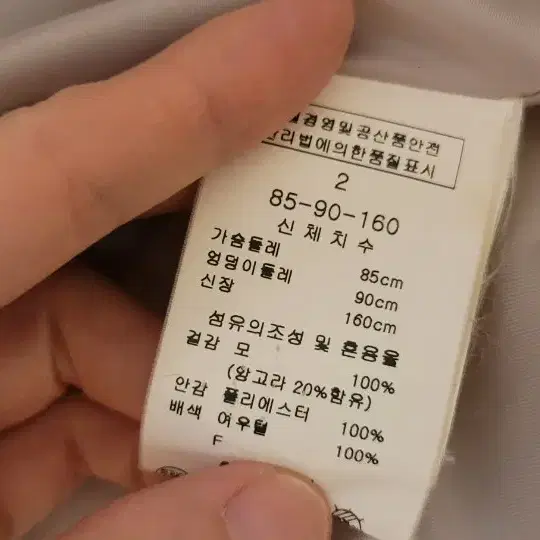 경영및공산품안전
리법에의한품질표시
2
85-90-160
신체치수
가슴둘레 85cm
엉덩이둘레 90cm
신장 160cm
섬유의조성 및 혼용율
겉감 모 100%
(왕고라 20%함유)
안감 폴리에스터 100%
배색 여우털 100%
F